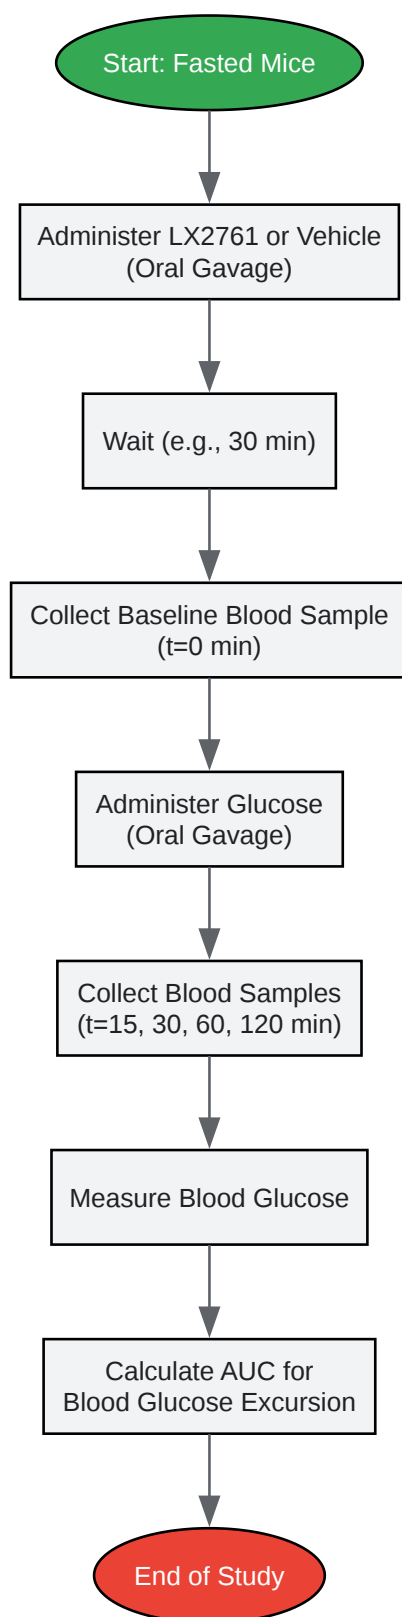 Start: Fasted Mice
Administer LX2761 or Vehicle
(Oral Gavage)
Wait (e.g., 30 min)
Collect Baseline Blood Sample
(t=0 min)
Administer Glucose
(Oral Gavage)
Collect Blood Samples
(t=15, 30, 60, 120 min)
Measure Blood Glucose
Calculate AUC for
Blood Glucose Excursion
End of Study